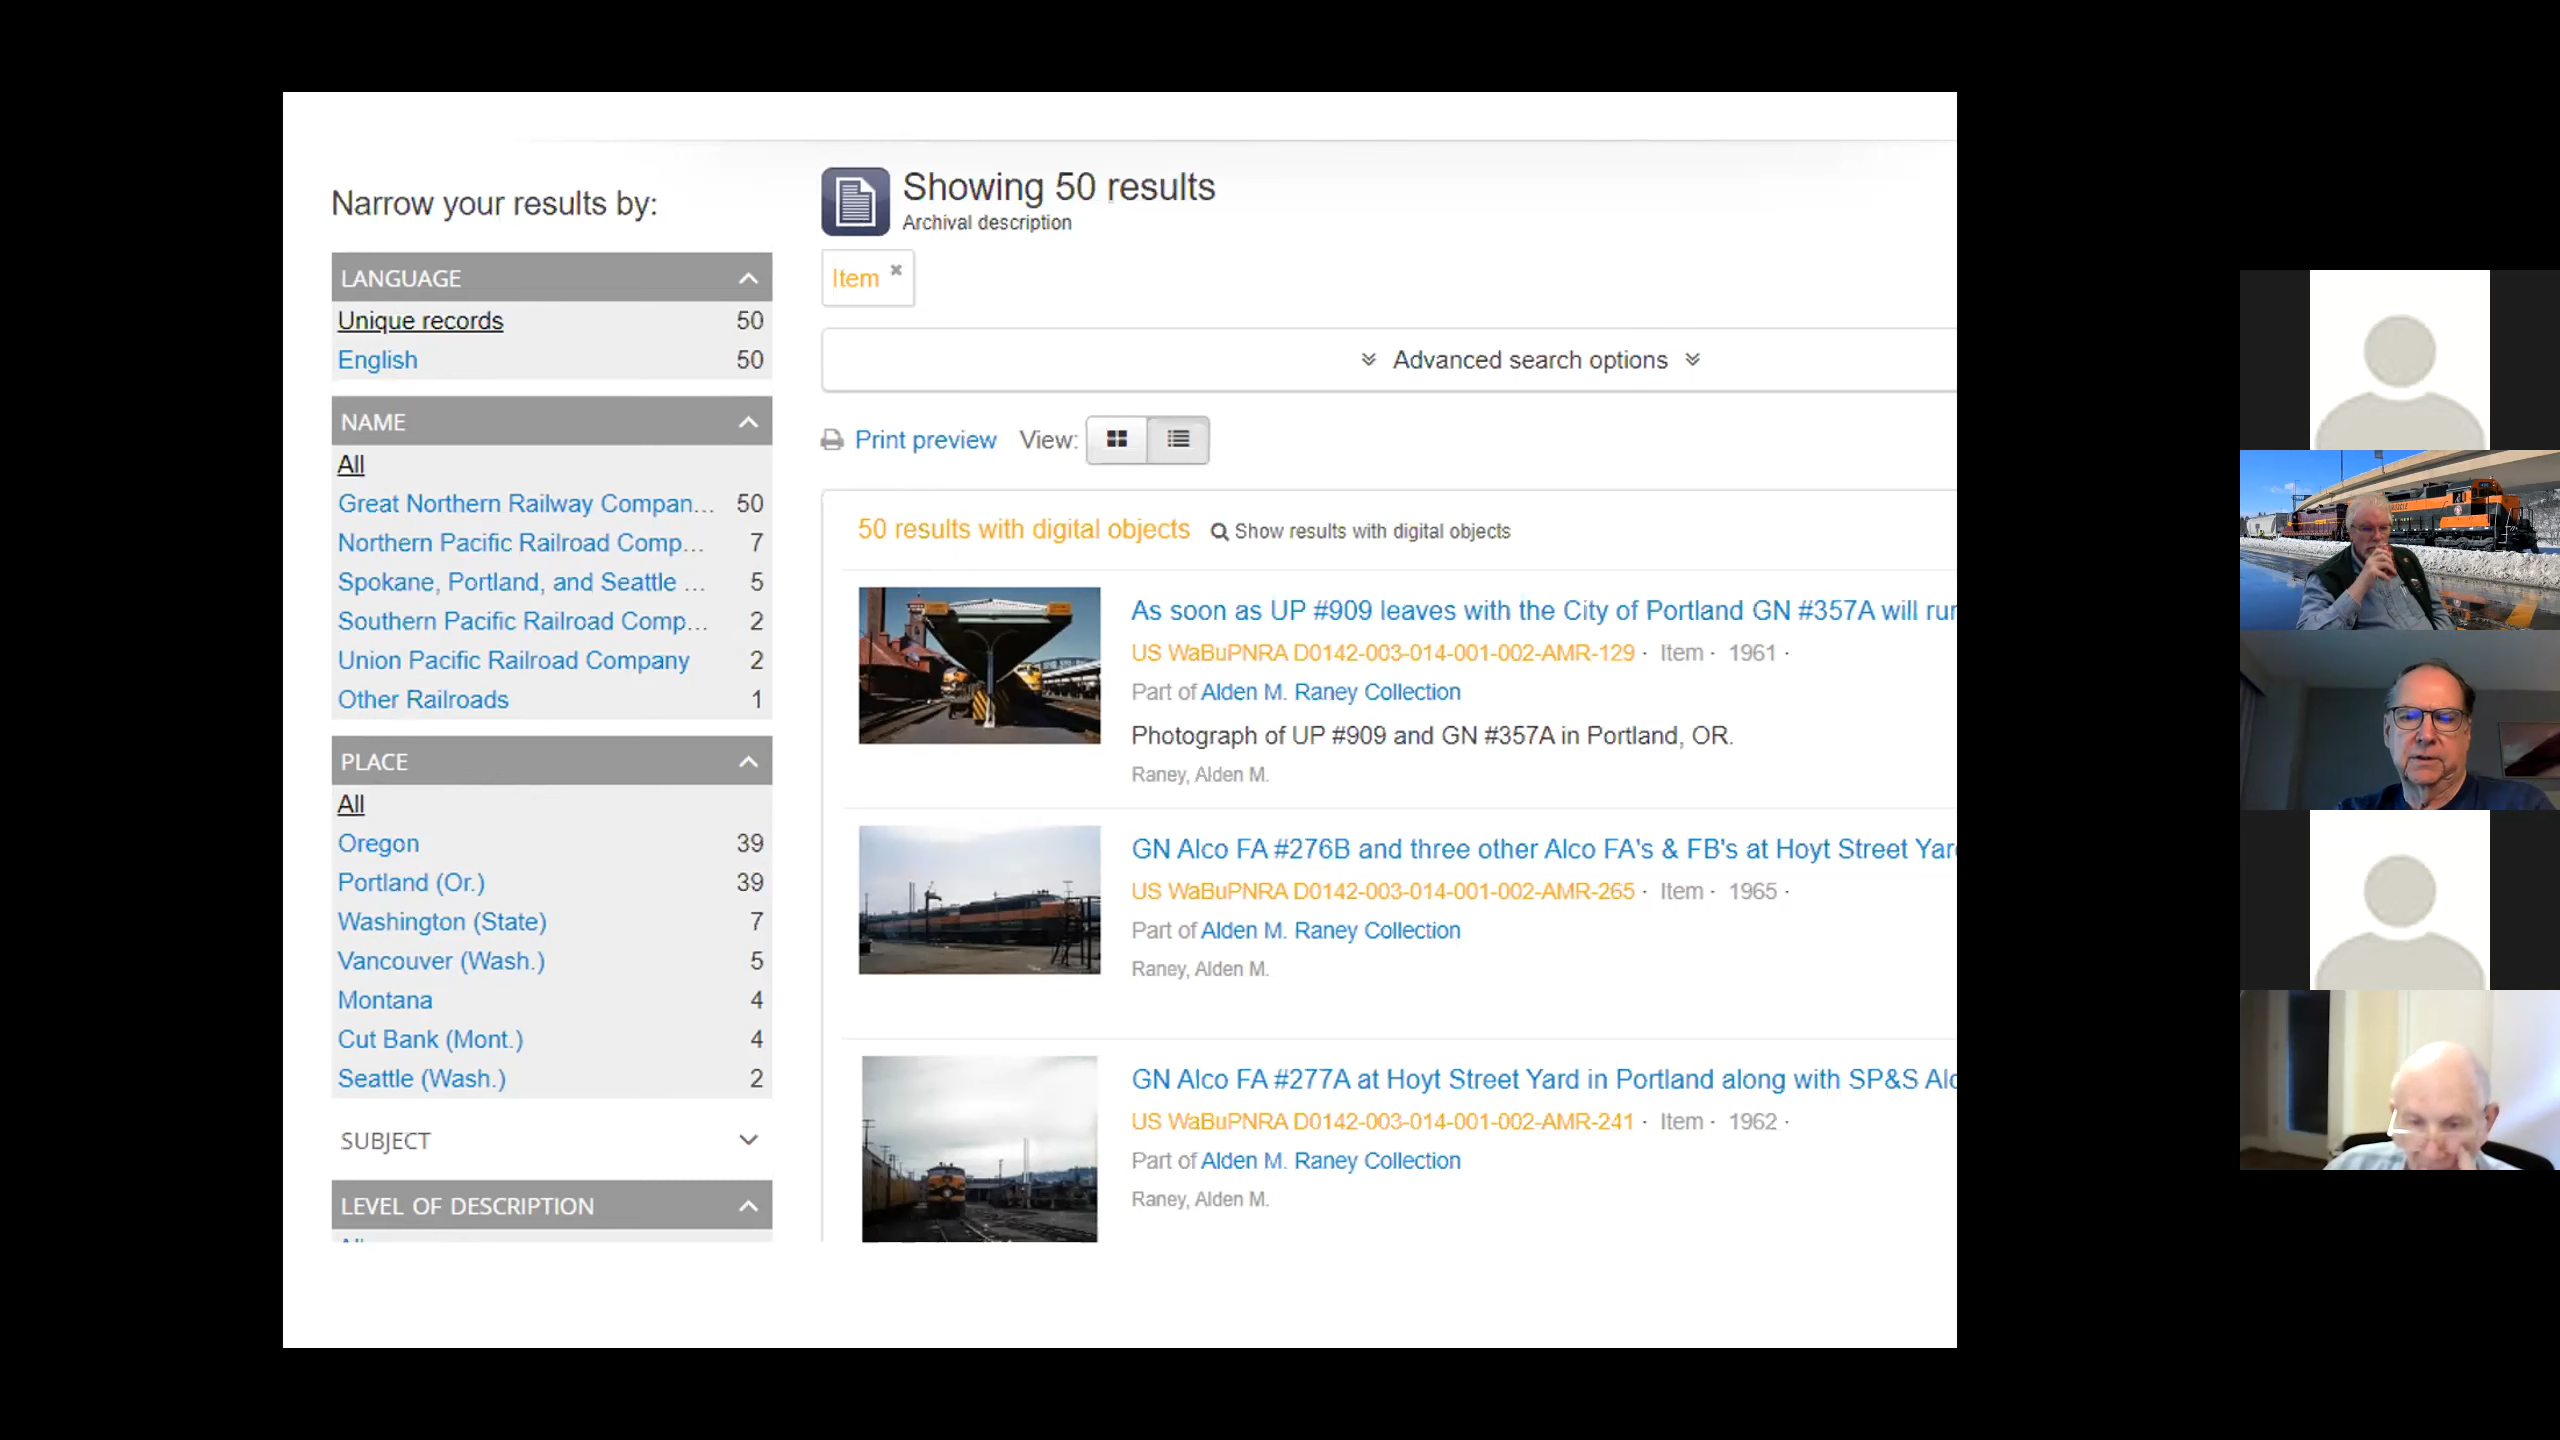 Narrow your results by:
LANGUAGE
Unique records 50
English 50
NAME
All
Great Northern Railway Compan... 50
Northern Pacific Railroad Comp... 7
Spokane, Portland, and Seattle ... 5
Southern Pacific Railroad Comp... 2
Union Pacific Railroad Company 2
Other Railroads 1
PLACE
All
Oregon 39
Portland (Or.) 39
Washington (State) 7
Vancouver (Wash.) 5
Montana 4
Cut Bank (Mont.) 4
Seattle (Wash.) 2
SUBJECT
LEVEL OF DESCRIPTION
Showing 50 results
Archival description
Item
Advanced search options
Print preview View:
50 results with digital objects Show results with digital objects
As soon as UP #909 leaves with the City of Portland GN #357A will
US WaBuPNRA D0142-003-014-001-002-AMR-129 · Item · 1961 ·
Part of Alden M. Raney Collection
Photograph of UP #909 and GN #357A in Portland, OR.
Raney, Alden M.
GN Alco FA #276B and three other Alco FA's & FB's at Hoyt Street
US WaBuPNRA D0142-003-014-001-002-AMR-265 · Item · 1965 ·
Part of Alden M. Raney Collection
Raney, Alden M.
GN Alco FA #277A at Hoyt Street Yard in Portland along with SP&S
US WaBuPNRA D0142-003-014-001-002-AMR-241 · Item · 1962 ·
Part of Alden M. Raney Collection
Raney, Alden M.